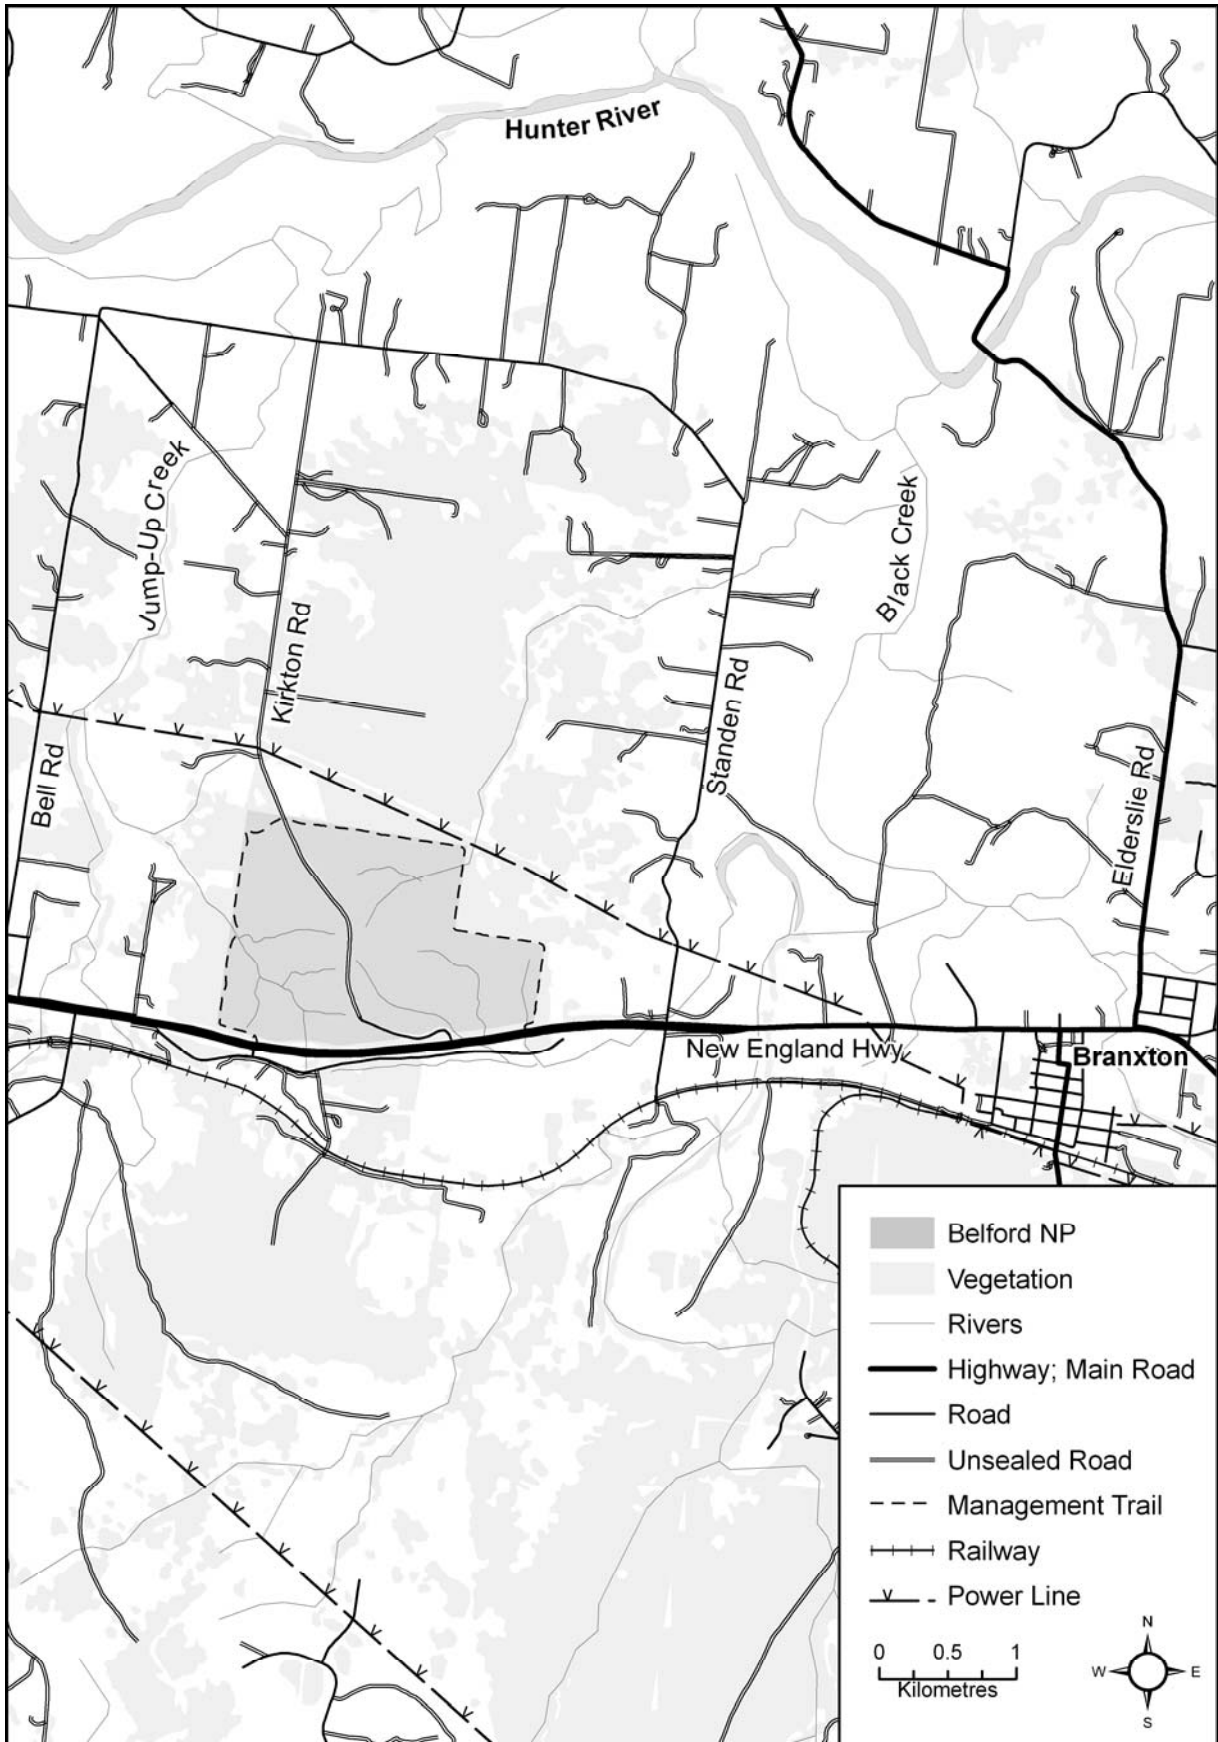 Hunter River
Jump-Up Creek
Black Creek
Kirkton Rd
Standen Rd
Bell Rd
Elderslie Rd
New England Hwy
Branxton
Belford NP
Vegetation
Rivers
Highway; Main Road
Road
Unsealed Road
Management Trail
Railway
Power Line
0 0.5 1
Kilometres
N
W E
S